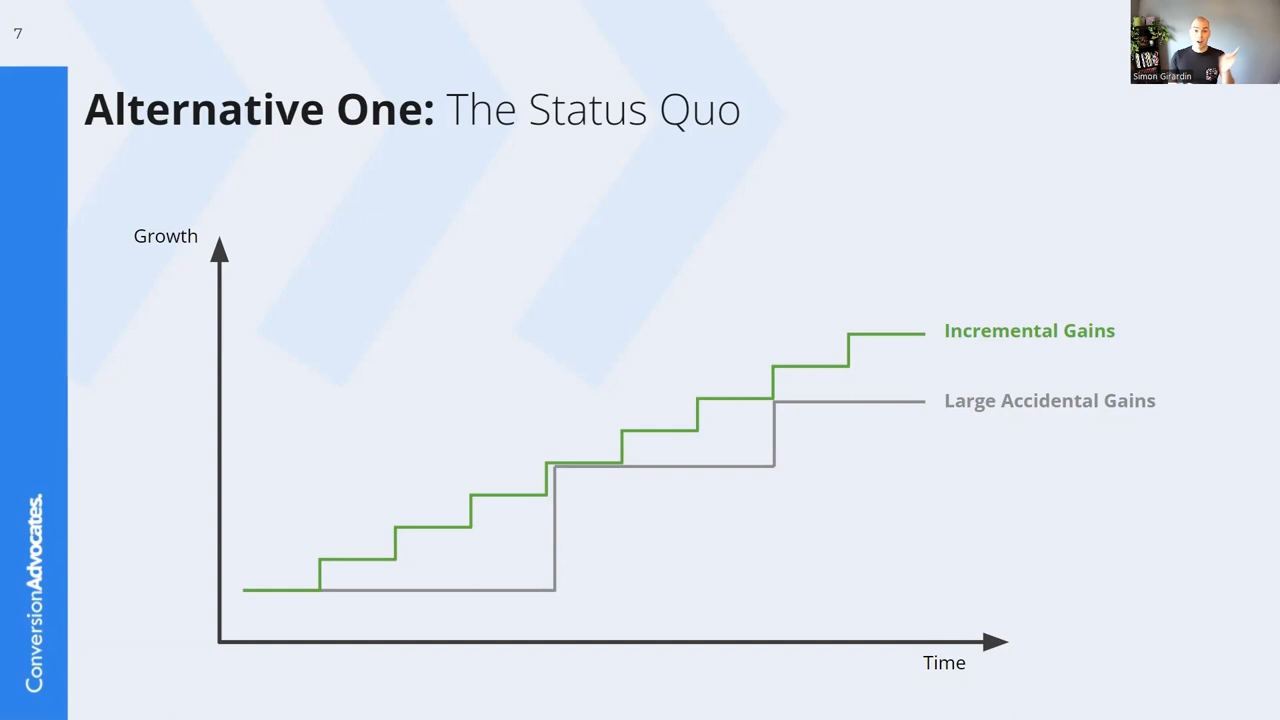 7
Simon Girardin
Alternative One: The Status Quo
Growth
Incremental Gains
Large Accidental Gains
Time
ConversionAdvocates.